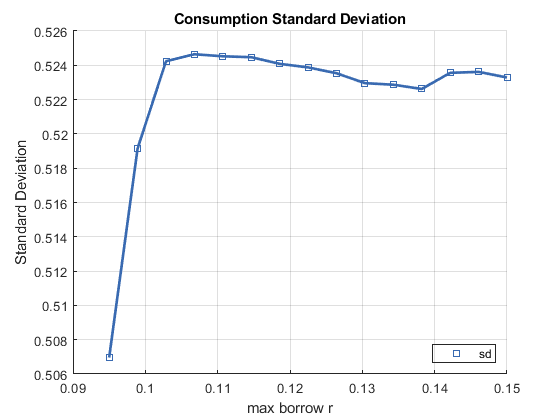 Consumption Standard Deviation
0.526
0.524
0.522
0.52
0.518
0.516
0.514
0.512
0.51
0.508
0.506
Standard Deviation
sd
0.09 0.1 0.11 0.12 0.13 0.14 0.15
max borrow r